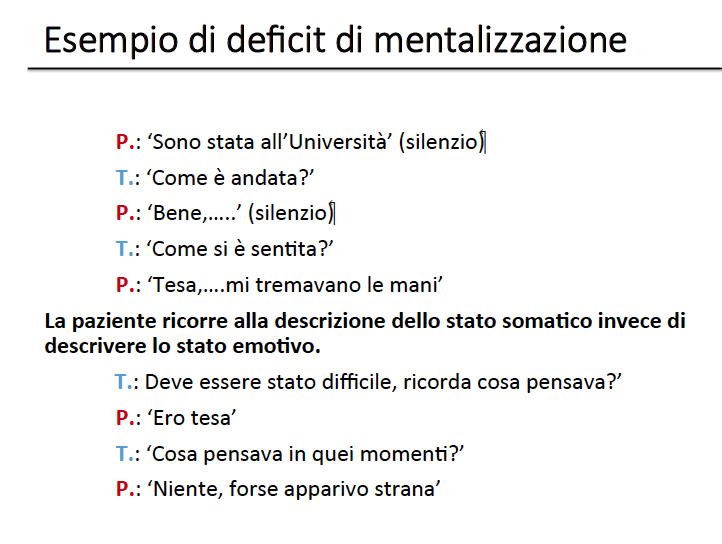 Esempio di deficit di mentalizzazione
P.: ‘Sono stata all’Università’ (silenzio)
T.: ‘Come è andata?’
P.: ‘Bene,…..’ (silenzio)
T.: ‘Come si è sentita?’
P.: ‘Tesa,….mi tremavano le mani’
La paziente ricorre alla descrizione dello stato somatico invece di
descrivere lo stato emotivo.
T.: Deve essere stato difficile, ricorda cosa pensava?’
P.: ‘Ero tesa’
T.: ‘Cosa pensava in quei momenti?’
P.: ‘Niente, forse apparivo strana’